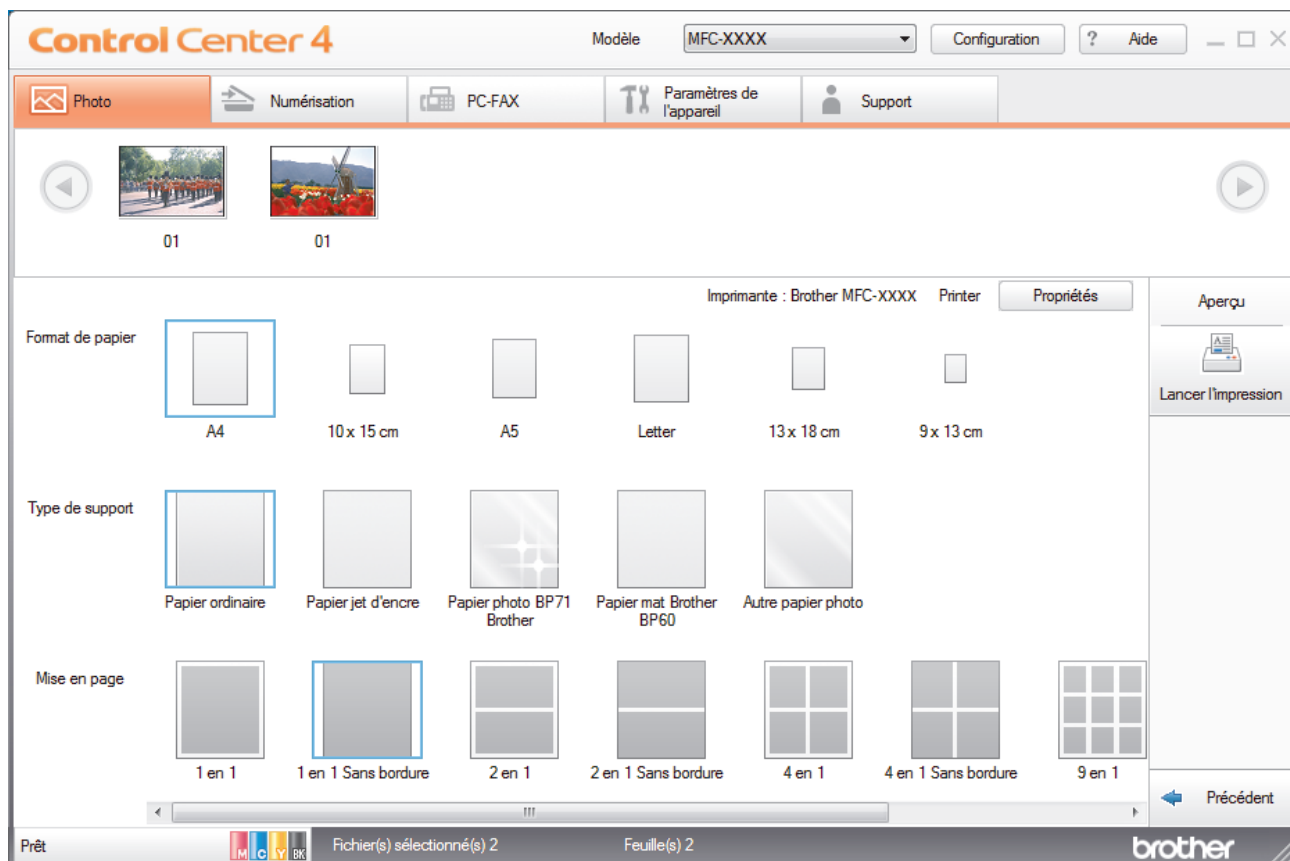 Control Center 4
Modèle
MFC-XXXX
Configuration
? Aide
Photo
Numérisation
PC-FAX
Paramètres de
l'appareil
Support
01
01
Imprimante : Brother MFC-XXXX Printer
Propriétés
Aperçu
Format de papier
A4
10 x 15 cm
A5
Letter
13 x 18 cm
9 x 13 cm
Lancer l'impression
Type de support
Papier ordinaire
Papier jet d'encre
Papier photo BP71
Brother
Papier mat Brother
BP60
Autre papier photo
Mise en page
1 en 1
1 en 1 Sans bordure
2 en 1
2 en 1 Sans bordure
4 en 1
4 en 1 Sans bordure
9 en 1
Précédent
Prêt
M C Y BK
Fichier(s) sélectionné(s) 2
Feuille(s) 2
brother